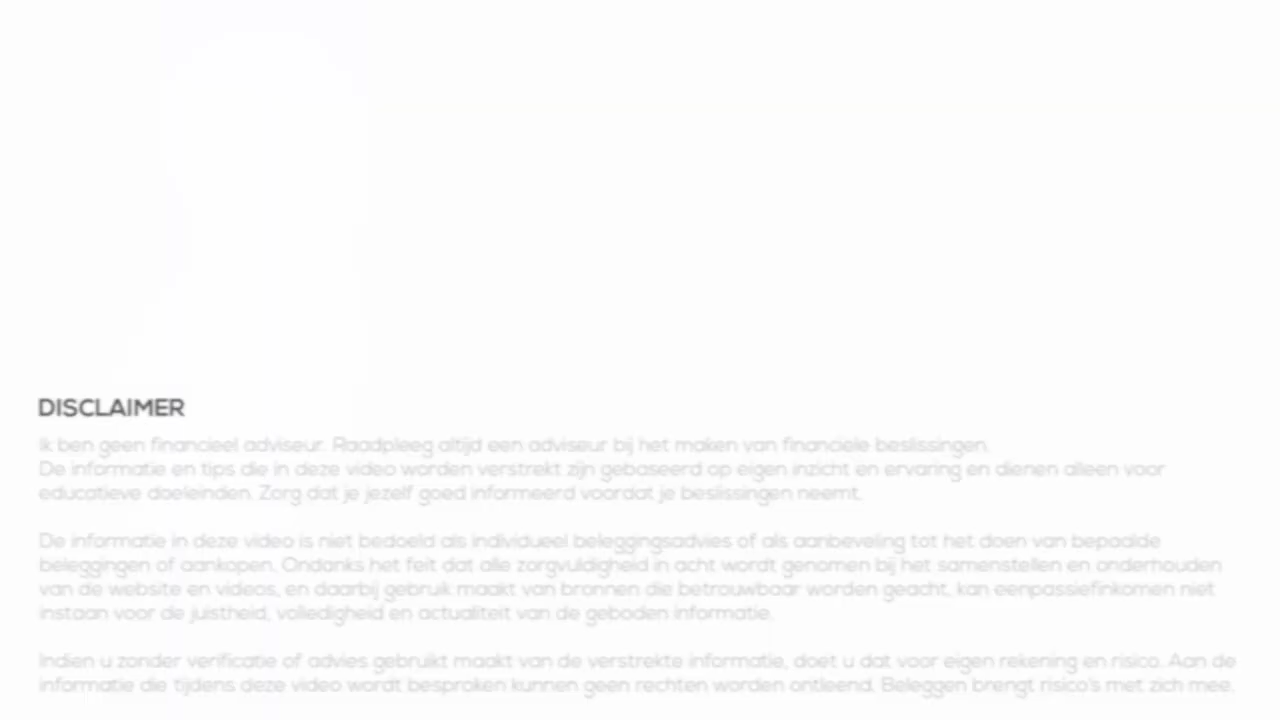 DISCLAIMER
Ik ben geen financieel adviseur. Raadpleeg altijd een adviseur bij het maken van financiële beslissingen.
De informatie en tips die in deze video worden verstrekt zijn gebaseerd op eigen inzicht en ervaring en dienen alleen voor
educatieve doeleinden. Zorg dat je jezelf goed informeerd voordat je beslissingen neemt.
De informatie in deze video is niet bedoeld als individueel beleggingsadvies of als aanbeveling tot het doen van bepaalde
beleggingen of aankopen. Ondanks het feit dat alle zorgvuldigheid in acht wordt genomen bij het samenstellen en onderhouden
van de website en videos, en daarbij gebruik maakt van bronnen die betrouwbaar worden geacht, kan eenpassiefinkomen niet
instaan voor de juistheid, volledigheid en actualiteit van de geboden informatie.
Indien u zonder verificatie of advies gebruikt maakt van de verstrekte informatie, doet u dat voor eigen rekening en risico. Aan de
informatie die tijdens deze video wordt besproken kunnen geen rechten worden ontleend. Beleggen brengt risico's met zich mee.